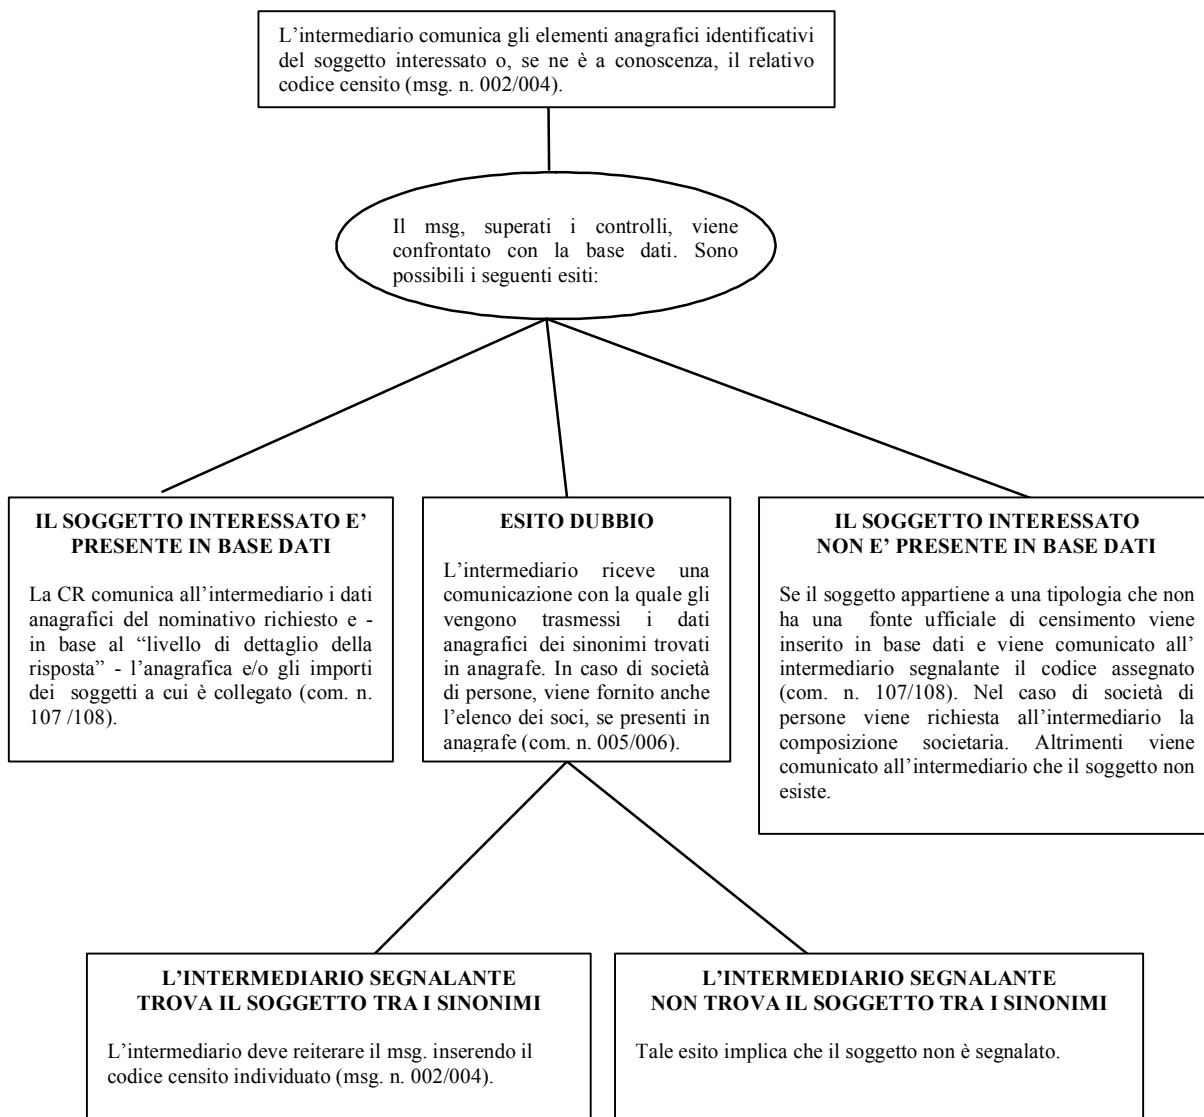 L’intermediario comunica gli elementi anagrafici identificativi
del soggetto interessato o, se ne è a conoscenza, il relativo
codice censito (msg. n. 002/004).
Il msg, superati i controlli, viene
confrontato con la base dati. Sono
possibili i seguenti esiti:
IL SOGGETTO INTERESSATO E’
PRESENTE IN BASE DATI
La CR comunica all’intermediario i dati
anagrafici del nominativo richiesto e -
in base al “livello di dettaglio della
risposta” - l’anagrafica e/o gli importi
dei soggetti a cui è collegato (com. n.
107 /108).
ESITO DUBBIO
L’intermediario riceve una
comunicazione con la quale gli
vengono trasmessi i dati
anagrafici dei sinonimi trovati
in anagrafe. In caso di società
di persone, viene fornito anche
l’elenco dei soci, se presenti in
anagrafe (com. n. 005/006).
IL SOGGETTO INTERESSATO
NON E’ PRESENTE IN BASE DATI
Se il soggetto appartiene a una tipologia che non
ha una fonte ufficiale di censimento viene
inserito in base dati e viene comunicato all’
intermediario segnalante il codice assegnato
(com. n. 107/108). Nel caso di società di
persone viene richiesta all’intermediario la
composizione societaria. Altrimenti viene
comunicato all’intermediario che il soggetto non
esiste.
L’INTERMEDIARIO SEGNALANTE
TROVA IL SOGGETTO TRA I SINONIMI
L’intermediario deve reiterare il msg. inserendo il
codice censito individuato (msg. n. 002/004).
L’INTERMEDIARIO SEGNALANTE
NON TROVA IL SOGGETTO TRA I SINONIMI
Tale esito implica che il soggetto non è segnalato.